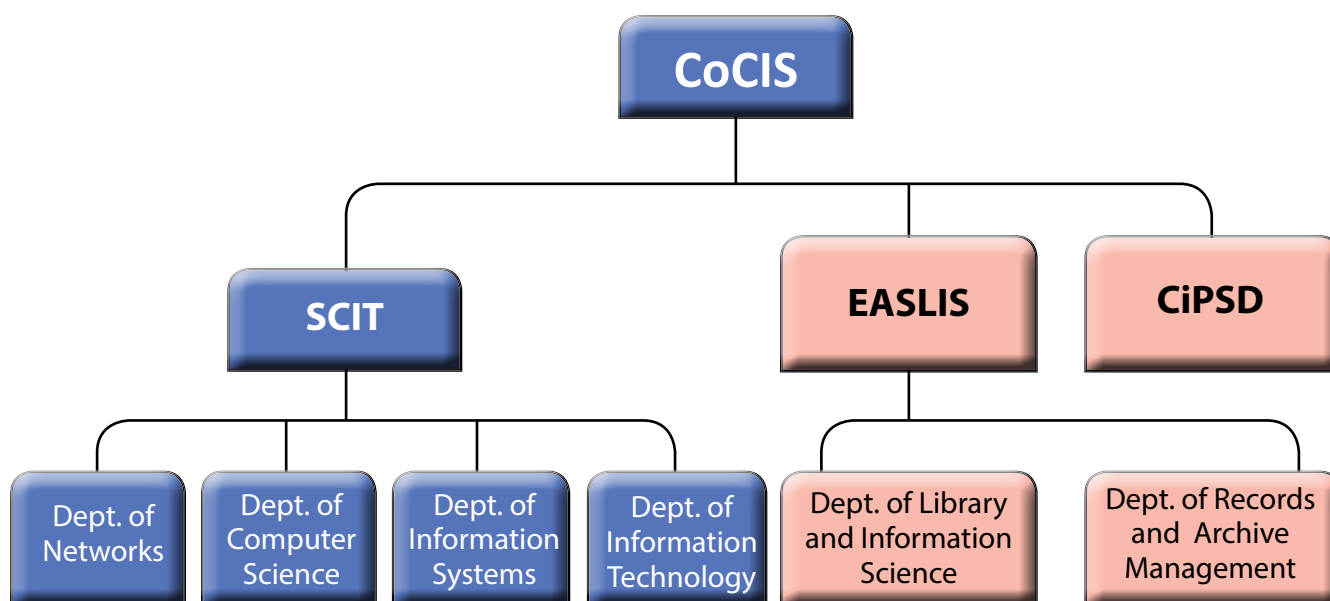 CoCIS
SCIT
EASLIS
CiPSD
Dept. of
Networks
Dept. of
Computer
Science
Dept. of
Information
Systems
Dept. of
Information
Technology
Dept. of Library
and Information
Science
Dept. of Records
and Archive
Management